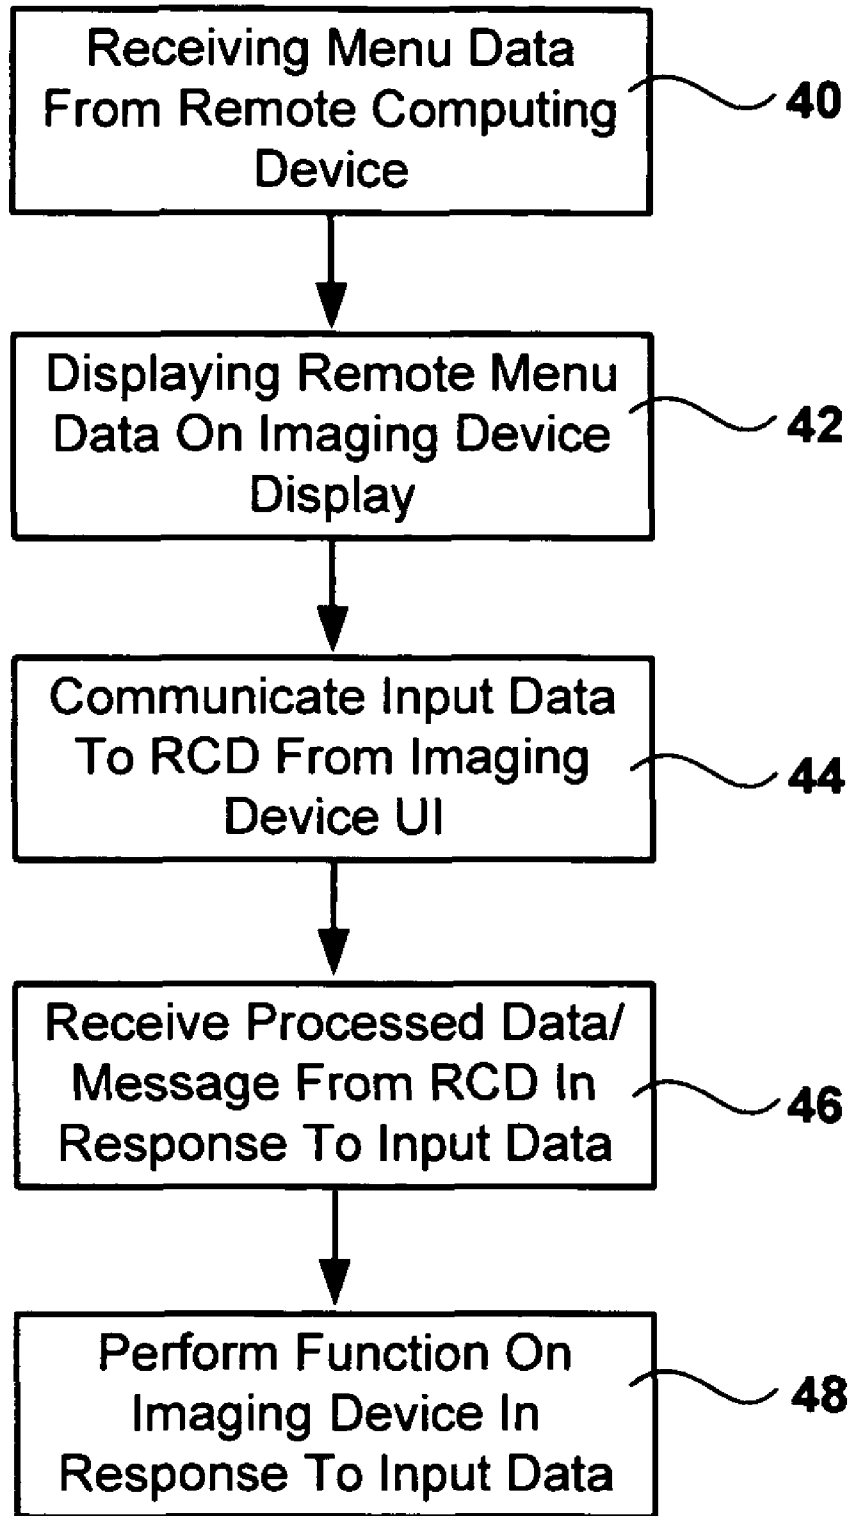 Receiving Menu Data
From Remote Computing
Device
40
Displaying Remote Menu
Data On Imaging Device
Display
42
Communicate Input Data
To RCD From Imaging
Device UI
44
Receive Processed Data/
Message From RCD In
Response To Input Data
46
Perform Function On
Imaging Device In
Response To Input Data
48